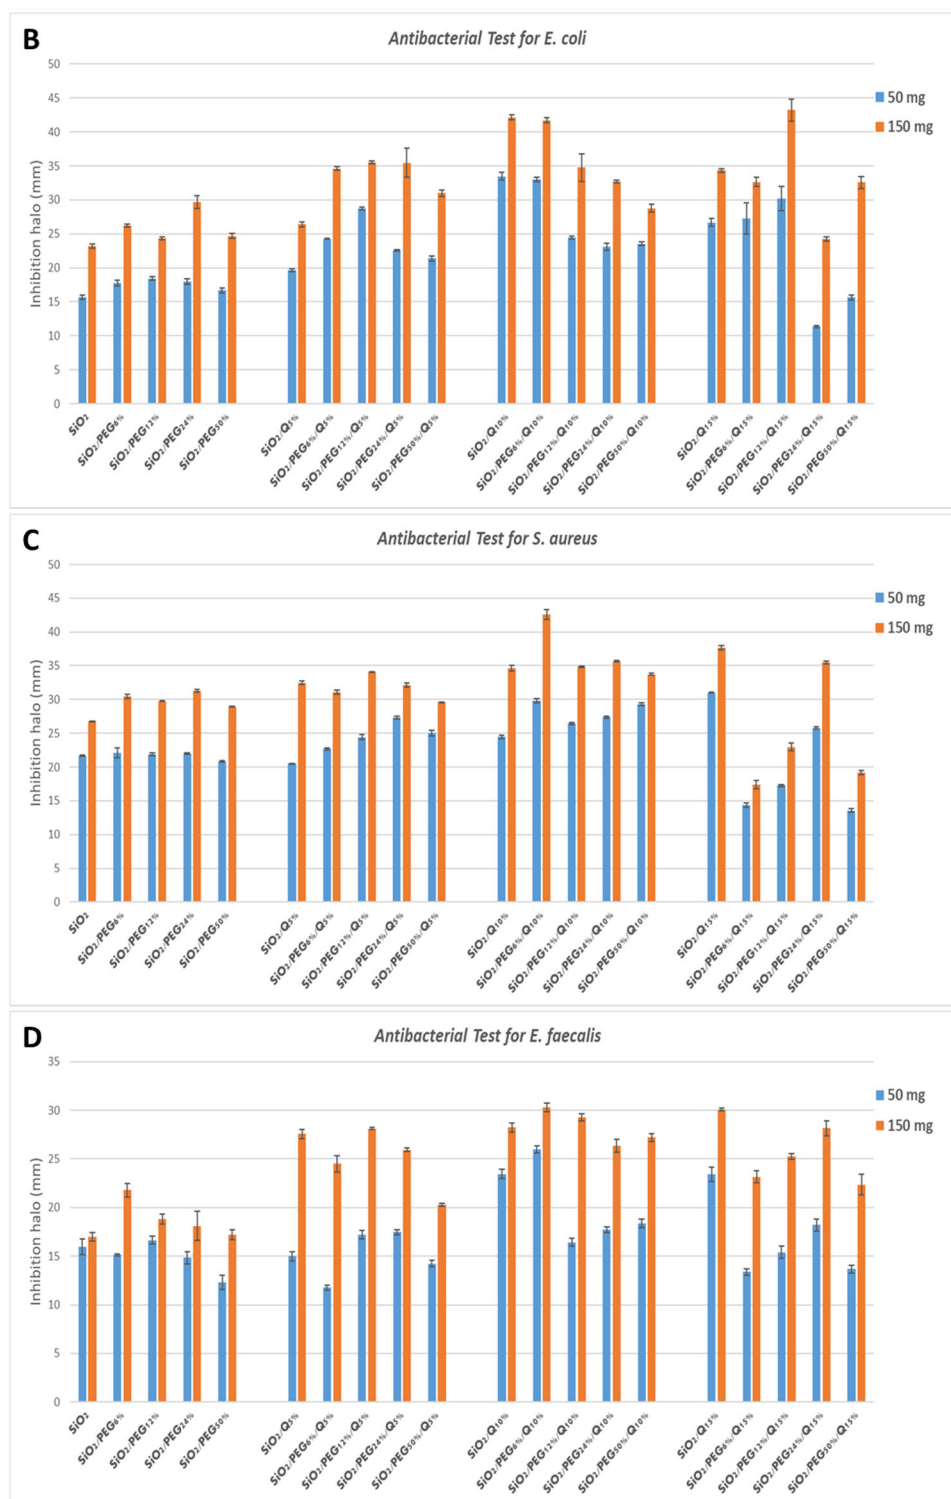 B
Antibacterial Test for E. coli
50
45
40
35
30
25
20
15
10
5
0
Inhibition halo (mm)
50 mg
150 mg
SiO₂
SiO₂/PEG₆%
SiO₂/PEG₁₂%
SiO₂/PEG₂₄%
SiO₂/PEG₅₀%
SiO₂/Q₅%
SiO₂/PEG₆%/Q₅%
SiO₂/PEG₁₂%/Q₅%
SiO₂/PEG₂₄%/Q₅%
SiO₂/PEG₅₀%/Q₅%
SiO₂/Q₁₀%
SiO₂/PEG₆%/Q₁₀%
SiO₂/PEG₁₂%/Q₁₀%
SiO₂/PEG₂₄%/Q₁₀%
SiO₂/PEG₅₀%/Q₁₀%
SiO₂/Q₁₅%
SiO₂/PEG₆%/Q₁₅%
SiO₂/PEG₁₂%/Q₁₅%
SiO₂/PEG₂₄%/Q₁₅%
SiO₂/PEG₅₀%/Q₁₅%
C
Antibacterial Test for S. aureus
50
45
40
35
30
25
20
15
10
5
0
Inhibition halo (mm)
50 mg
150 mg
SiO₂
SiO₂/PEG₆%
SiO₂/PEG₁₂%
SiO₂/PEG₂₄%
SiO₂/PEG₅₀%
SiO₂/Q₅%
SiO₂/PEG₆%/Q₅%
SiO₂/PEG₁₂%/Q₅%
SiO₂/PEG₂₄%/Q₅%
SiO₂/PEG₅₀%/Q₅%
SiO₂/Q₁₀%
SiO₂/PEG₆%/Q₁₀%
SiO₂/PEG₁₂%/Q₁₀%
SiO₂/PEG₂₄%/Q₁₀%
SiO₂/PEG₅₀%/Q₁₀%
SiO₂/Q₁₅%
SiO₂/PEG₆%/Q₁₅%
SiO₂/PEG₁₂%/Q₁₅%
SiO₂/PEG₂₄%/Q₁₅%
SiO₂/PEG₅₀%/Q₁₅%
D
Antibacterial Test for E. faecalis
35
30
25
20
15
10
5
0
Inhibition halo (mm)
50 mg
150 mg
SiO₂
SiO₂/PEG₆%
SiO₂/PEG₁₂%
SiO₂/PEG₂₄%
SiO₂/PEG₅₀%
SiO₂/Q₅%
SiO₂/PEG₆%/Q₅%
SiO₂/PEG₁₂%/Q₅%
SiO₂/PEG₂₄%/Q₅%
SiO₂/PEG₅₀%/Q₅%
SiO₂/Q₁₀%
SiO₂/PEG₆%/Q₁₀%
SiO₂/PEG₁₂%/Q₁₀%
SiO₂/PEG₂₄%/Q₁₀%
SiO₂/PEG₅₀%/Q₁₀%
SiO₂/Q₁₅%
SiO₂/PEG₆%/Q₁₅%
SiO₂/PEG₁₂%/Q₁₅%
SiO₂/PEG₂₄%/Q₁₅%
SiO₂/PEG₅₀%/Q₁₅%